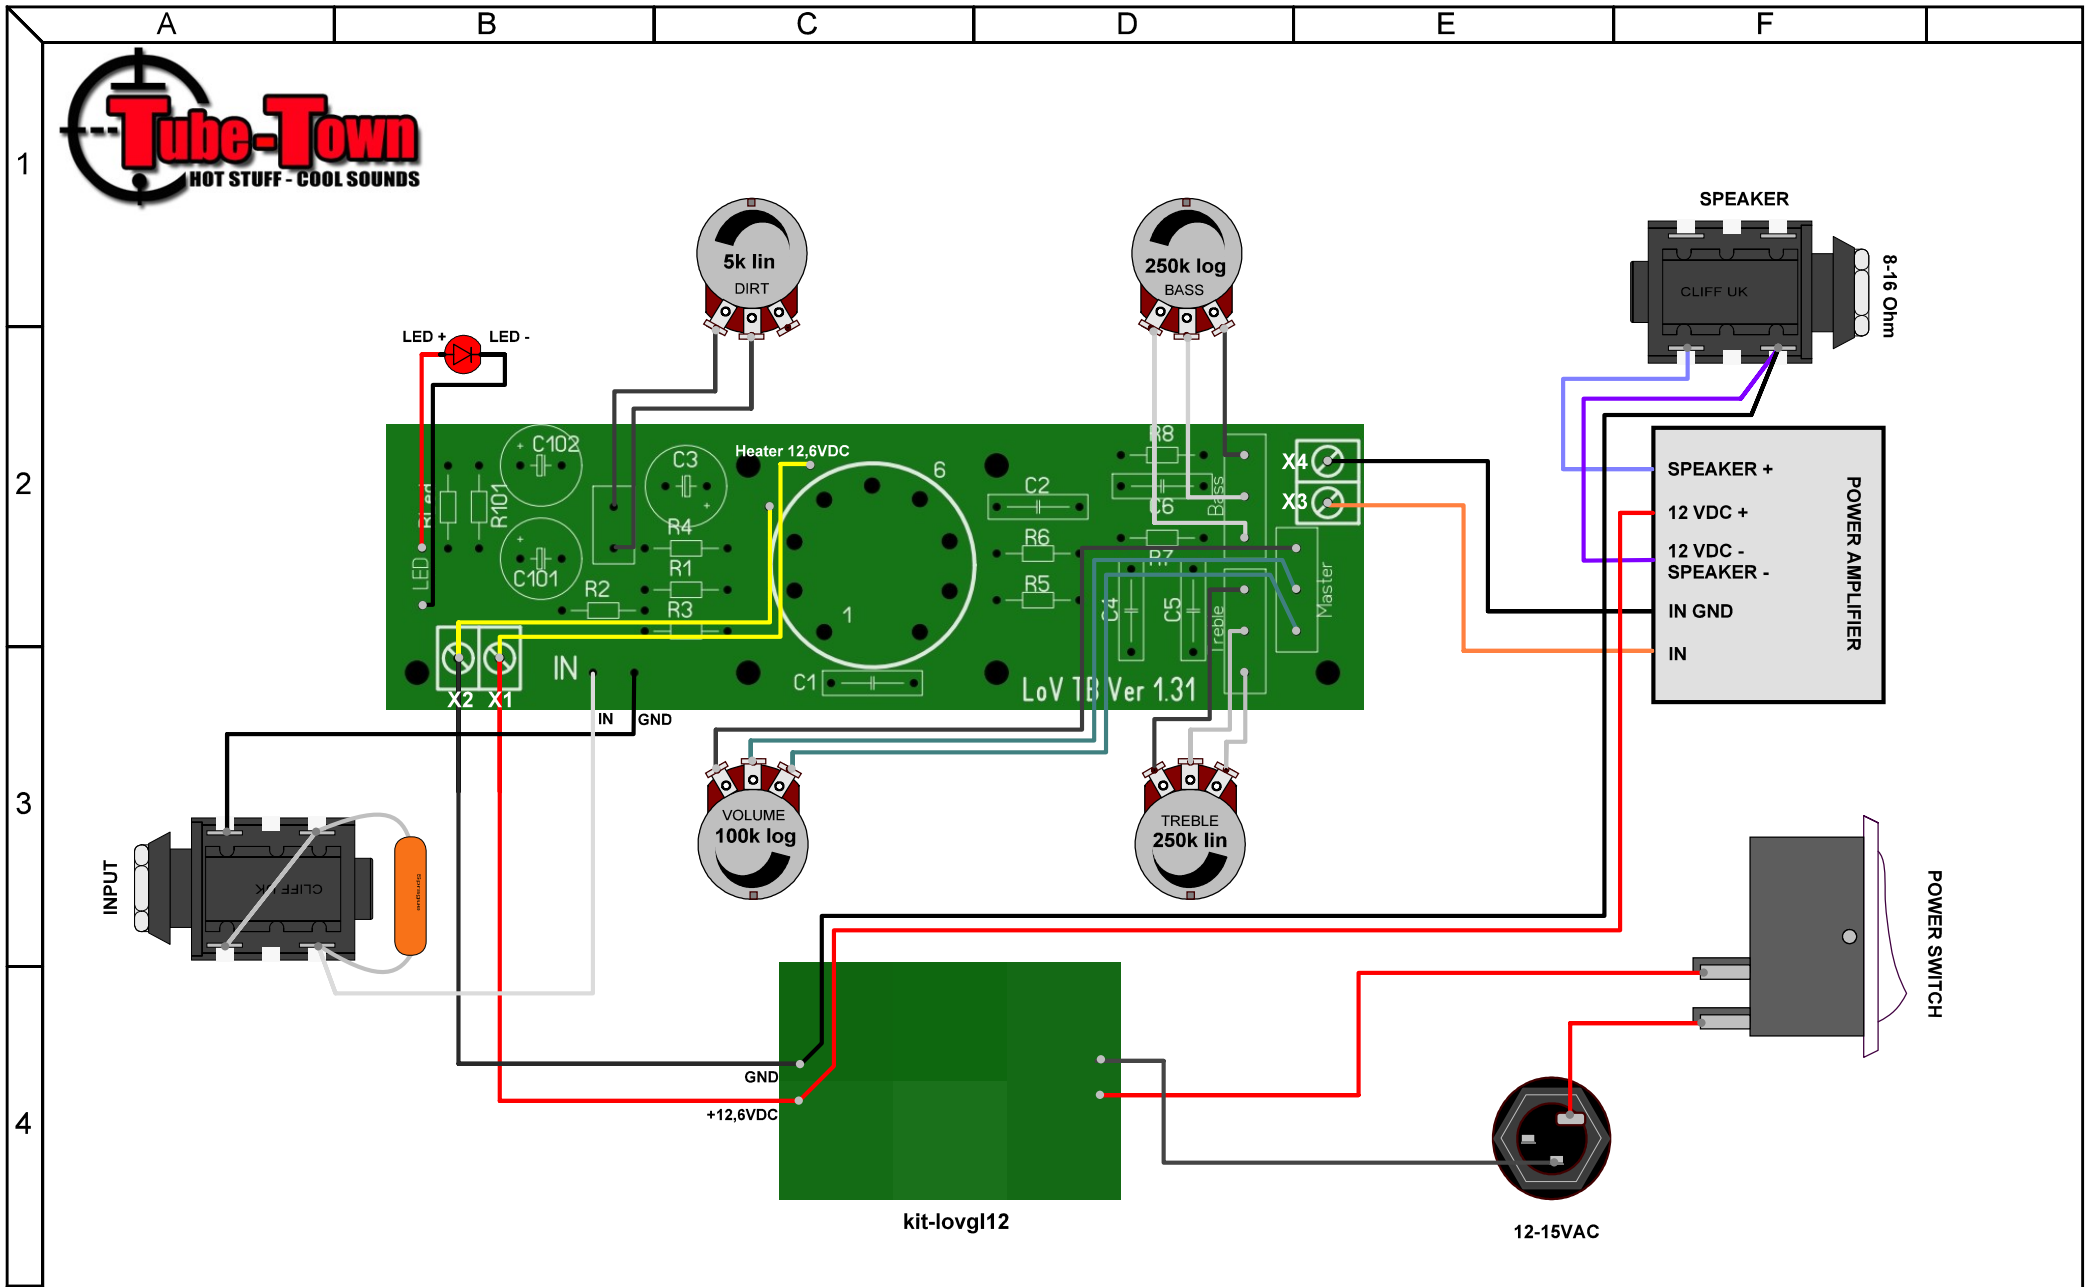 A B C D E F
1
2
3
4
Tube-Town
HOT STUFF - COOL SOUNDS
5k lin
DIRT
250k log
BASS
SPEAKER
CLIFF UK
8-16 Ohm
LED +
LED -
C102
R101
C101
LED
C3
Heater 12,6VDC
6
1
R4
R1
R2
R3
C2
R6
R5
R8
C6
R7
Bass
C4
C5
Treble
Master
X4
X3
X2
X1
IN
C1
LoV TB Ver 1.31
IN
GND
SPEAKER +
12 VDC +
12 VDC -
SPEAKER -
IN GND
IN
POWER AMPLIFIER
VOLUME
100k log
TREBLE
250k lin
INPUT
CLIFF UK
Sprague
POWER SWITCH
GND
+12,6VDC
kit-lovgl12
12-15VAC